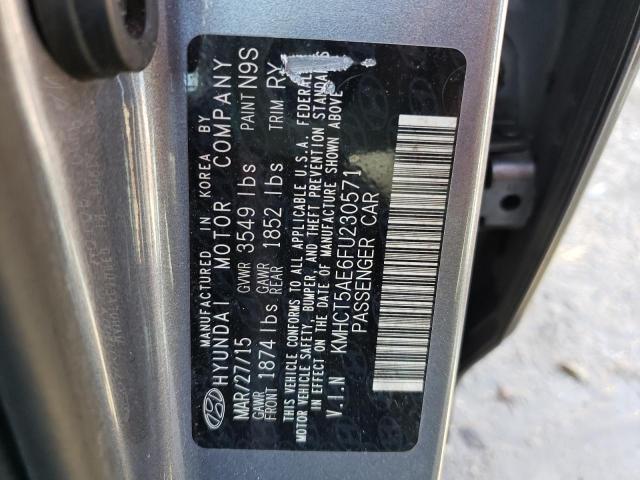 MANUFACTURED IN KOREA BY
HYUNDAI MOTOR COMPANY
MAR/27/15 GVWR 3549 lbs PAINT N9S
GAWR FRONT 1874 lbs GAWR REAR 1852 lbs TRIM RY
THIS VEHICLE CONFORMS TO ALL APPLICABLE U.S.A. FEDERAL
MOTOR VEHICLE SAFETY, BUMPER, AND THEFT PREVENTION STANDARDS
IN EFFECT ON THE DATE OF MANUFACTURE SHOWN ABOVE
V.I.N KMHCT5AE6FU230571
PASSENGER CAR